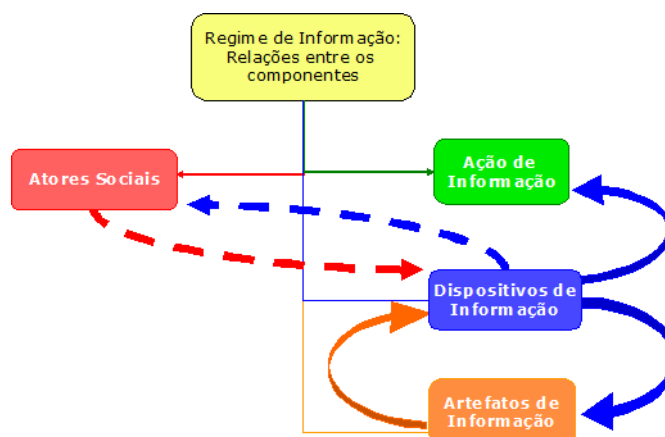 Regime de Informação:
Relações entre os
componentes
Atores Sociais
Ação de
Informação
Dispositivos de
Informação
Artefatos de
Informação